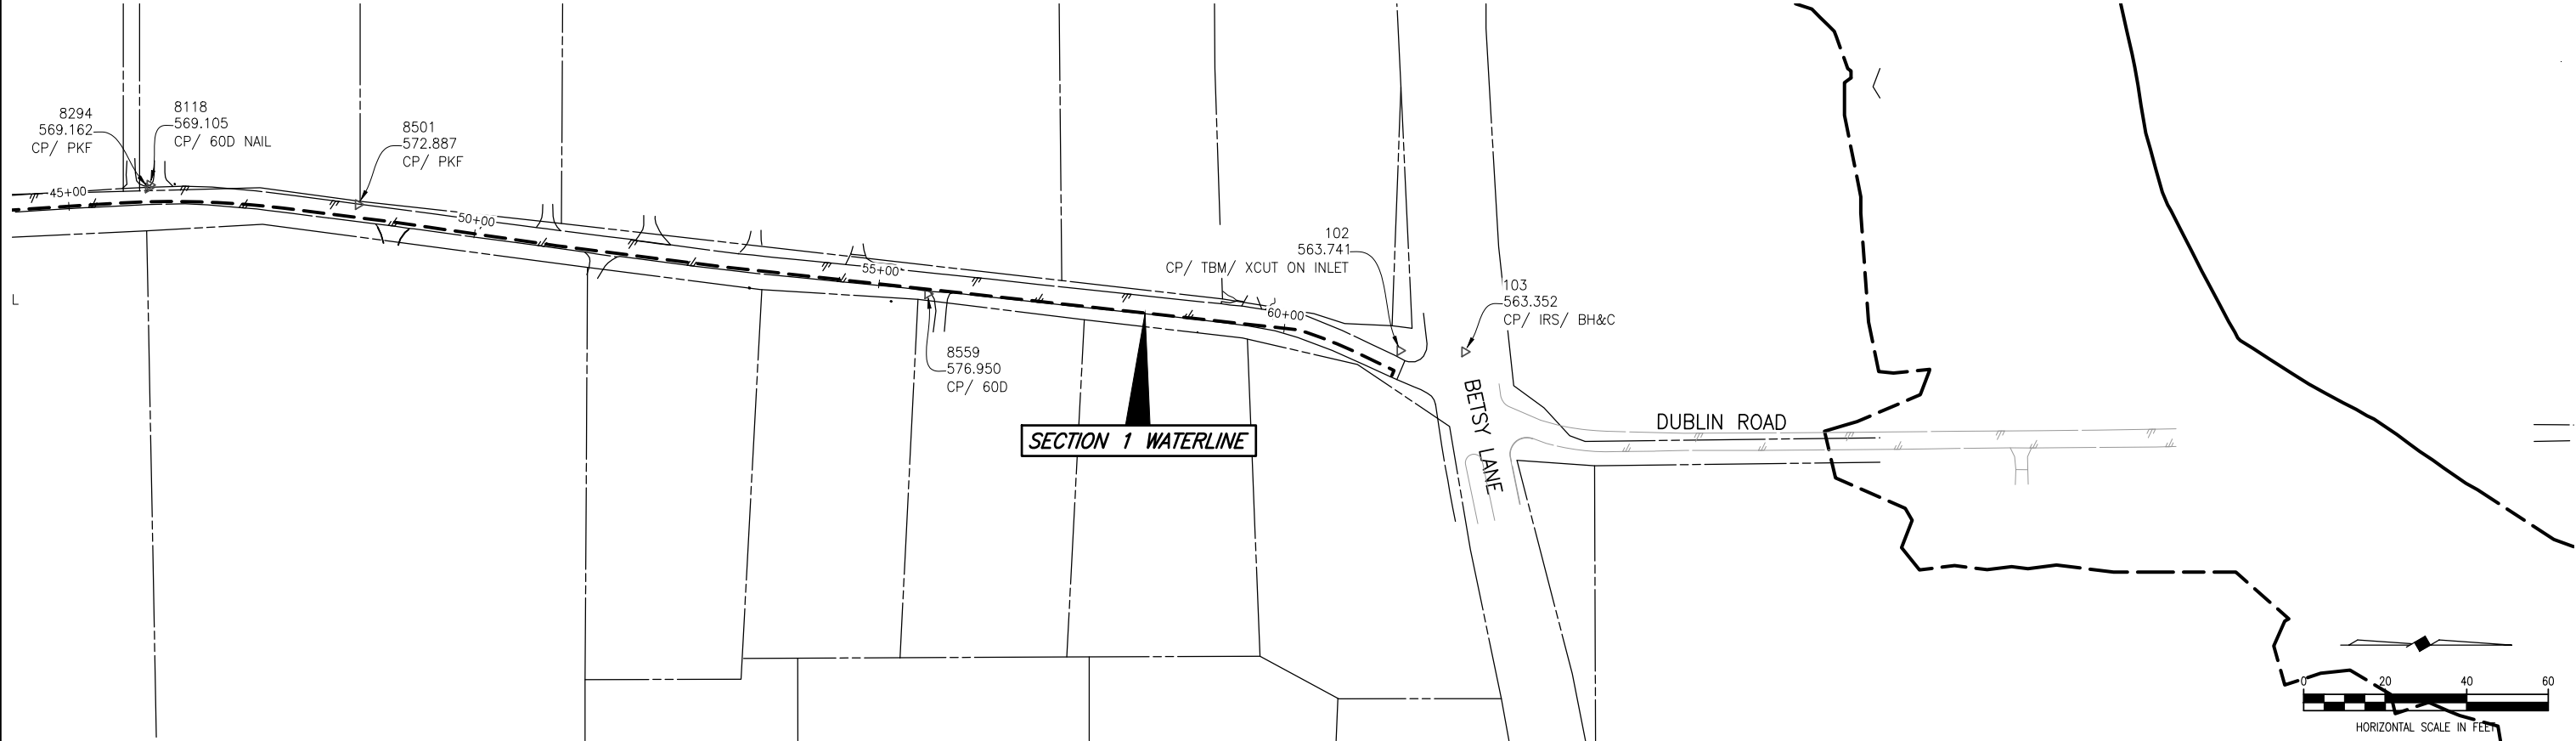 8294
569.162
CP/ PKF
8118
569.105
CP/ 60D NAIL
8501
572.887
CP/ PKF
45+00
50+00
55+00
60+00
102
563.741
CP/ TBM/ XCUT ON INLET
103
563.352
CP/ IRS/ BH&C
8559
576.950
CP/ 60D
SECTION 1 WATERLINE
BETSY LANE
DUBLIN ROAD
L
0 20 40 60
HORIZONTAL SCALE IN FEET